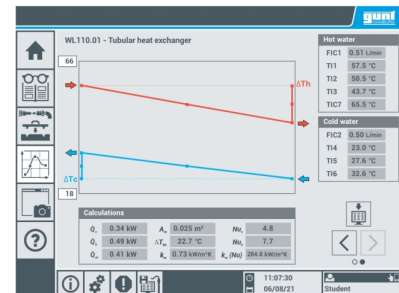 gunt
WL110.01 - Tubular heat exchanger
66
ΔTh
ΔTc
18
Hot water
FIC1 0.51 L/min
TI1 57.5 °C
TI2 50.5 °C
TI3 43.7 °C
TIC7 65.5 °C
Cold water
FIC2 0.50 L/min
TI4 23.0 °C
TI5 27.6 °C
TI6 32.6 °C
Calculations
0.34 kW 0.025 m² 4.8
0.49 kW 22.7 °C 7.7
0.41 kW 0.73 kW/m²K 284.8 kW/m²K
11:07:30
06/08/21
Student